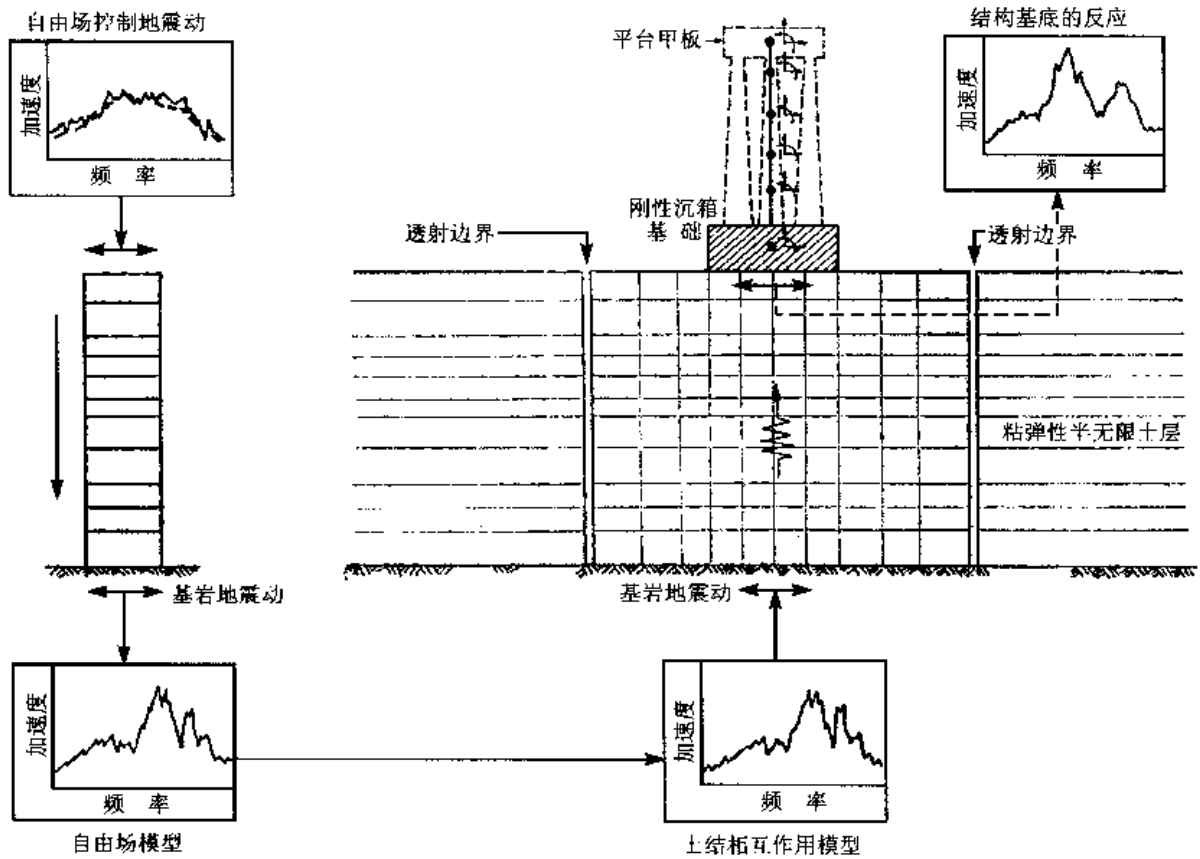 自由场控制地震动
加速度
频 率
平台甲板
结构基底的反应
加速度
频 率
刚性沉箱
基 础
透射边界
透射边界
粘弹性半无限土层
基岩地震动
基岩地震动
加速度
频 率
自由场模型
加速度
频 率
土结相互作用模型